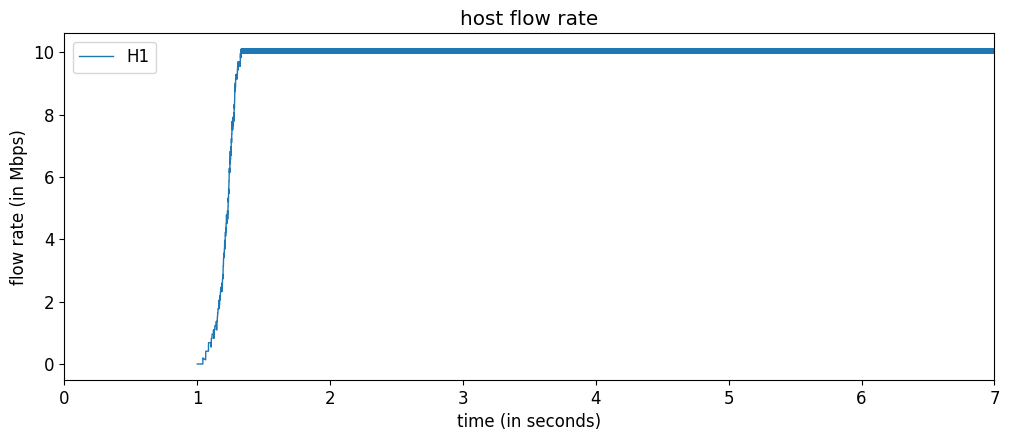 host flow rate
H1
flow rate (in Mbps)
10
8
6
4
2
0
0 1 2 3 4 5 6 7
time (in seconds)